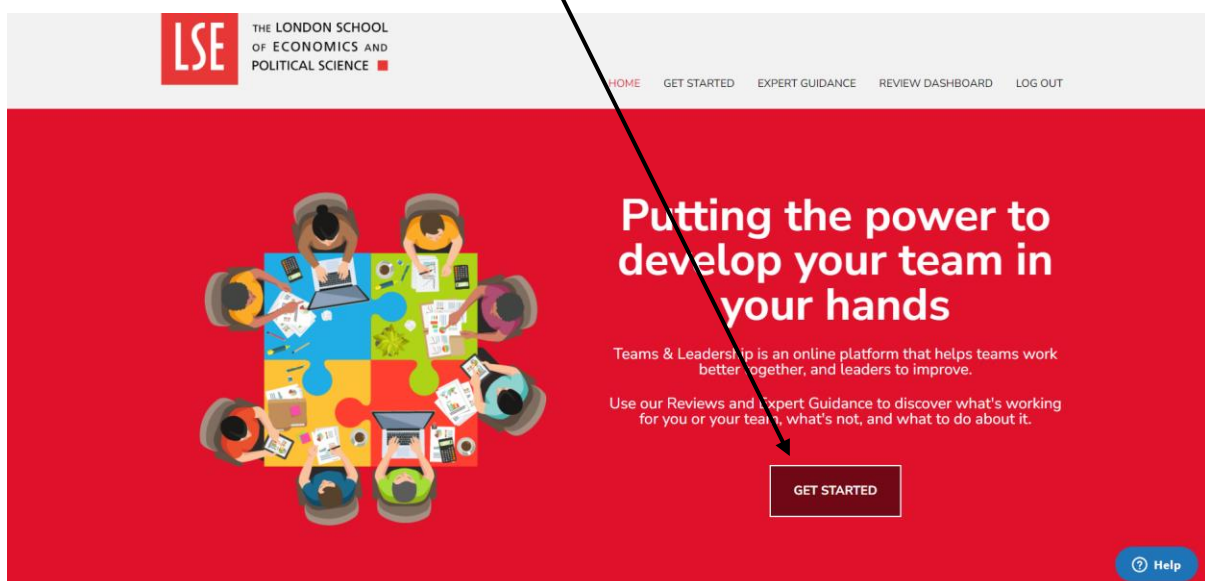 LSE
THE LONDON SCHOOL
OF ECONOMICS AND
POLITICAL SCIENCE
HOME GET STARTED EXPERT GUIDANCE REVIEW DASHBOARD LOG OUT
Putting the power to
develop your team in
your hands
Teams & Leadership is an online platform that helps teams work
better together, and leaders to improve.
Use our Reviews and Expert Guidance to discover what's working
for you or your team, what's not, and what to do about it.
GET STARTED
? Help